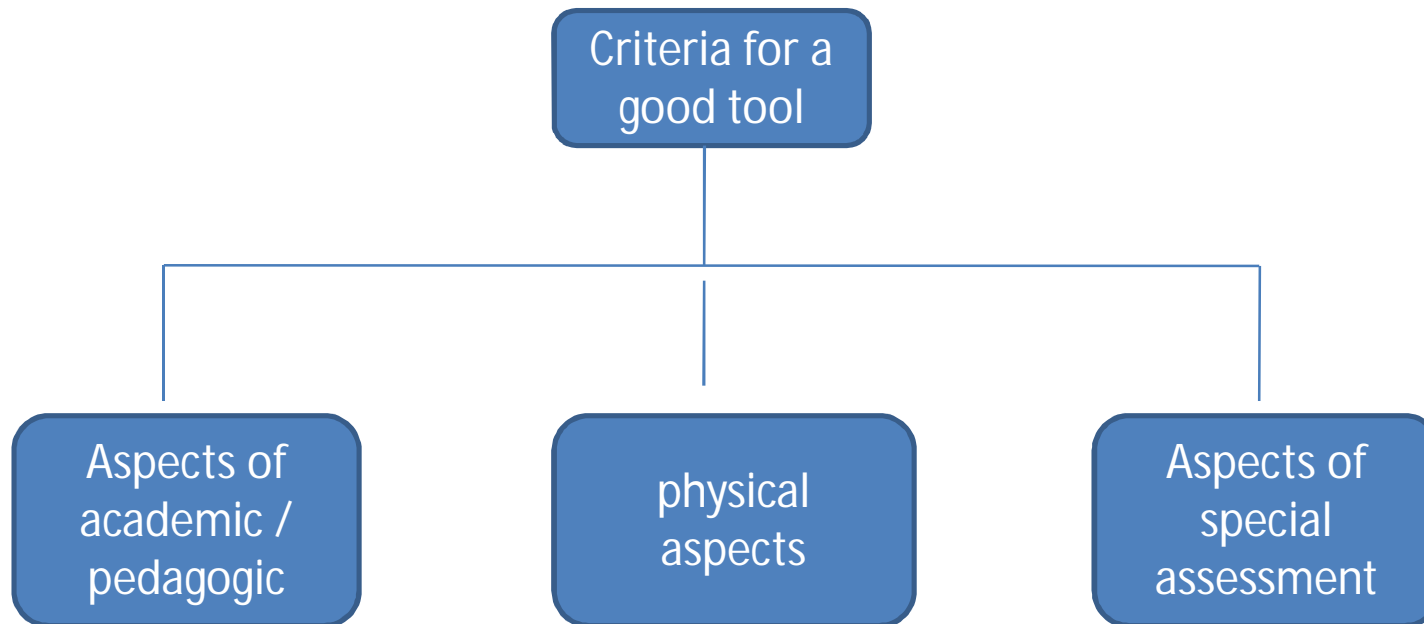 Criteria for a
good tool
Aspects of
academic /
pedagogic
physical
aspects
Aspects of
special
assessment